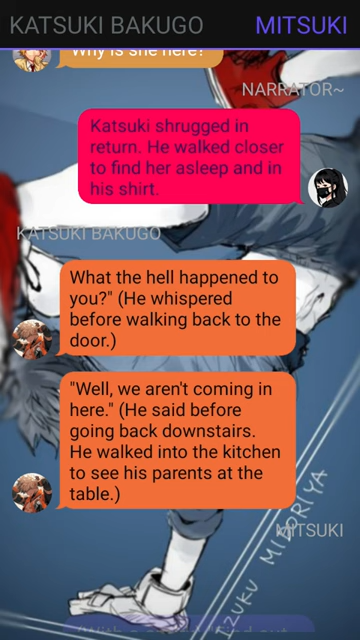 KATSUKI BAKUGO MITSUKI
Why is she here?
NARRATOR~
Katsuki shrugged in
return. He walked closer
to find her asleep and in
his shirt.
KATSUKI BAKUGO
What the hell happened to
you?" (He whispered
before walking back to the
door.)
"Well, we aren't coming in
here." (He said before
going back downstairs.
He walked into the kitchen
to see his parents at the
table.)
MITSUKI
IZUKU MIDORIYA